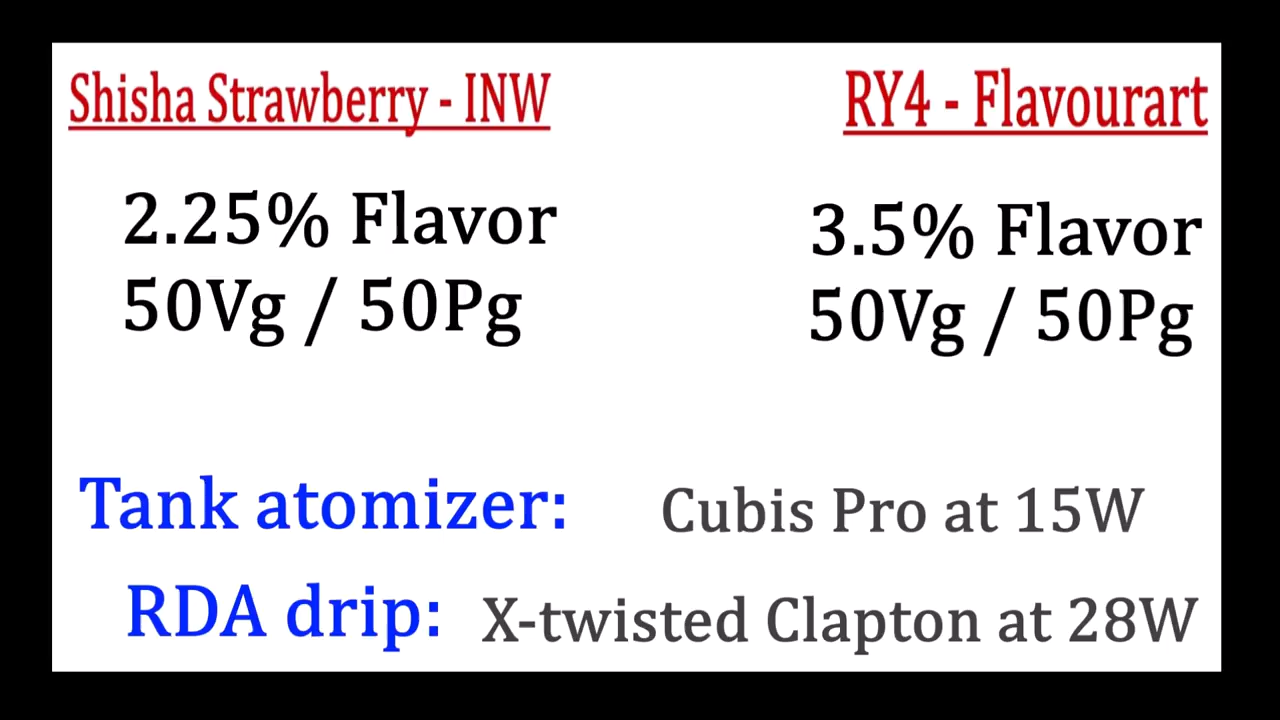 Shisha Strawberry - INW
2.25% Flavor
50Vg / 50Pg
RY4 - Flavourart
3.5% Flavor
50Vg / 50Pg
Tank atomizer: Cubis Pro at 15W
RDA drip: X-twisted Clapton at 28W